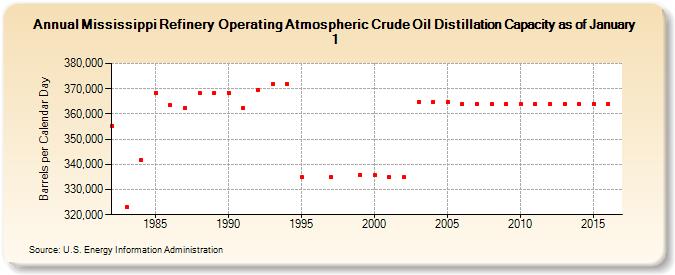 Annual Mississippi Refinery Operating Atmospheric Crude Oil Distillation Capacity as of January
1
Barrels per Calendar Day
380,000
370,000
360,000
350,000
340,000
330,000
320,000
1985 1990 1995 2000 2005 2010 2015
Source: U.S. Energy Information Administration